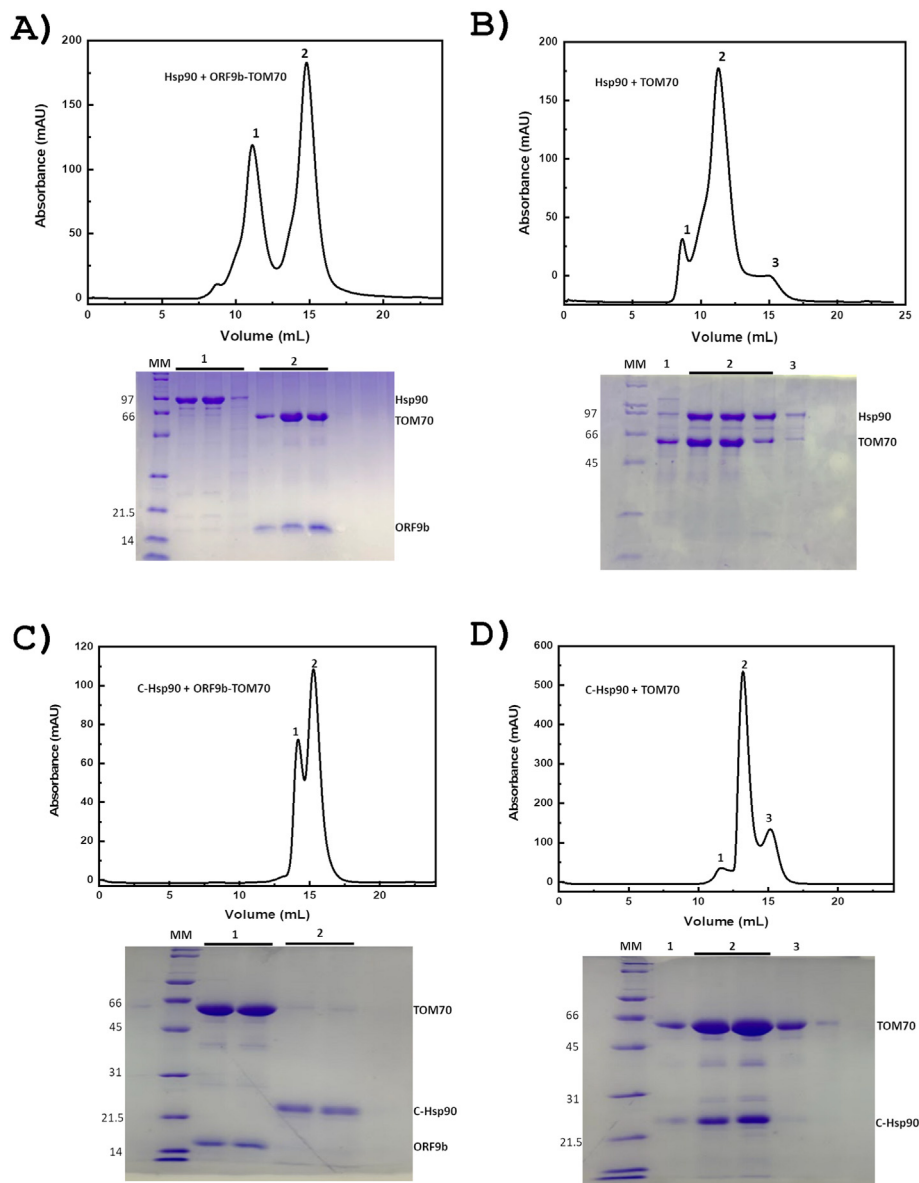 A)
200
150
100
50
0
Absorbance (mAU)
Hsp90 + ORF9b-TOM70
1
2
0 5 10 15 20
Volume (mL)
MM 1 2
97
66
21.5
14
Hsp90
TOM70
ORF9b
B)
200
150
100
50
0
Absorbance (mAU)
Hsp90 + TOM70
1
2
3
0 5 10 15 20 25
Volume (mL)
MM 1 2 3
97
66
45
Hsp90
TOM70
C)
120
100
80
60
40
20
0
Absorbance (mAU)
C-Hsp90 + ORF9b-TOM70
1
2
0 5 10 15 20
Volume (mL)
MM 1 2
66
45
31
21.5
14
TOM70
C-Hsp90
ORF9b
D)
600
500
400
300
200
100
0
Absorbance (mAU)
C-Hsp90 + TOM70
1
2
3
0 5 10 15 20
Volume (mL)
MM 1 2 3
66
45
31
21.5
TOM70
C-Hsp90